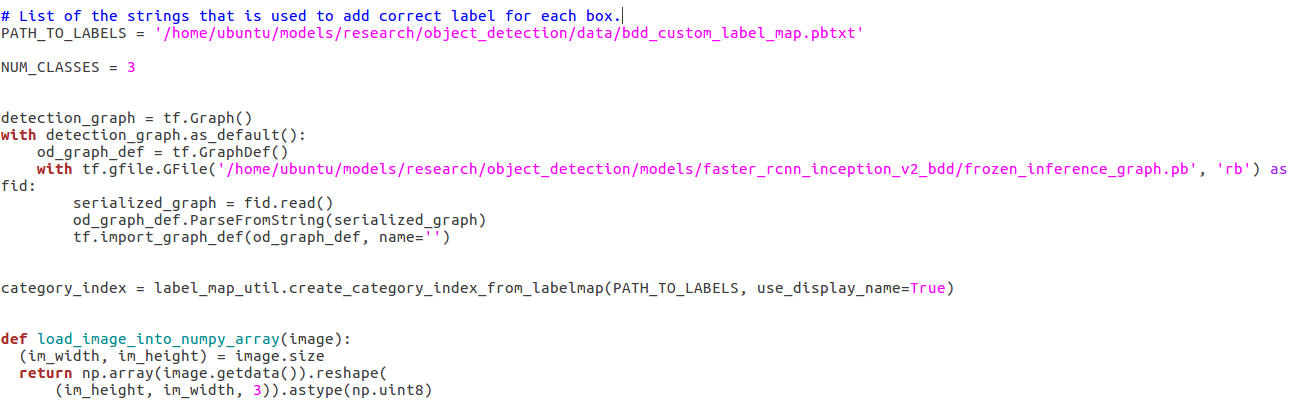 # List of the strings that is used to add correct label for each box.
PATH_TO_LABELS = '/home/ubuntu/models/research/object_detection/data/bdd_custom_label_map.pbtxt'
NUM_CLASSES = 3
detection_graph = tf.Graph()
with detection_graph.as_default():
    od_graph_def = tf.GraphDef()
    with tf.gfile.GFile('/home/ubuntu/models/research/object_detection/models/faster_rcnn_inception_v2_bdd/frozen_inference_graph.pb', 'rb') as
fid:
        serialized_graph = fid.read()
        od_graph_def.ParseFromString(serialized_graph)
        tf.import_graph_def(od_graph_def, name='')
category_index = label_map_util.create_category_index_from_labelmap(PATH_TO_LABELS, use_display_name=True)
def load_image_into_numpy_array(image):
  (im_width, im_height) = image.size
  return np.array(image.getdata()).reshape(
      (im_height, im_width, 3)).astype(np.uint8)